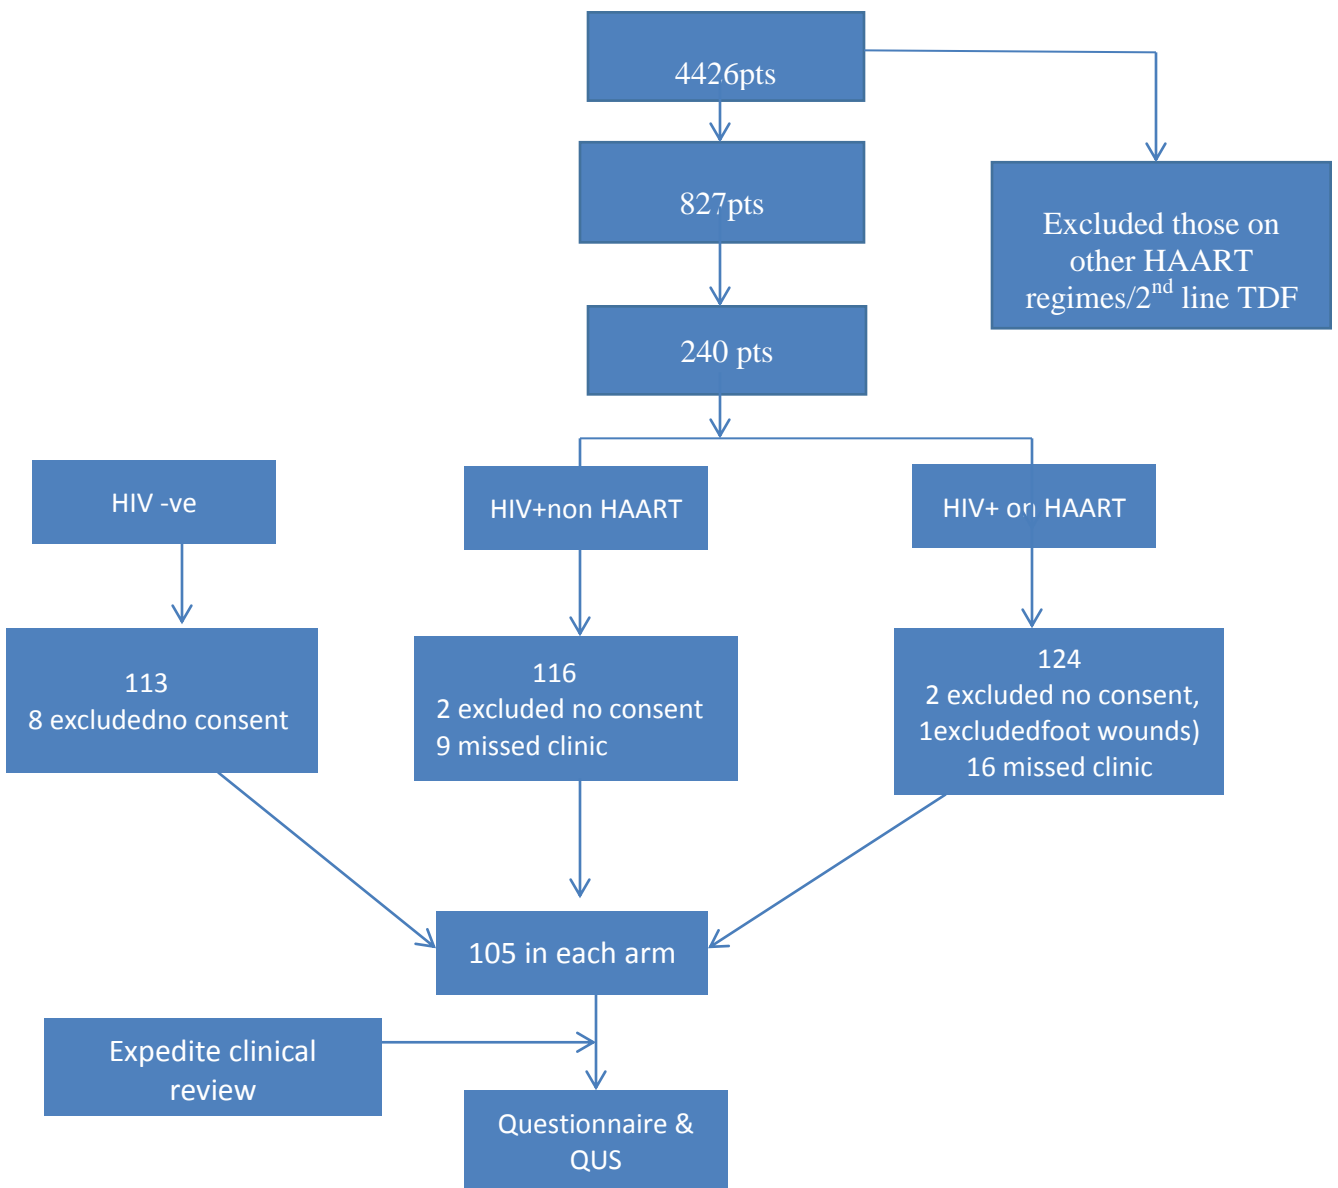 4426pts
827pts
Excluded those on
other HAART
regimes/2nd line TDF
240 pts
HIV -ve
HIV+non HAART
HIV+ on HAART
113
8 excludedno consent
116
2 excluded no consent
9 missed clinic
124
2 excluded no consent,
1excludedfoot wounds)
16 missed clinic
105 in each arm
Expedite clinical
review
Questionnaire &
QUS